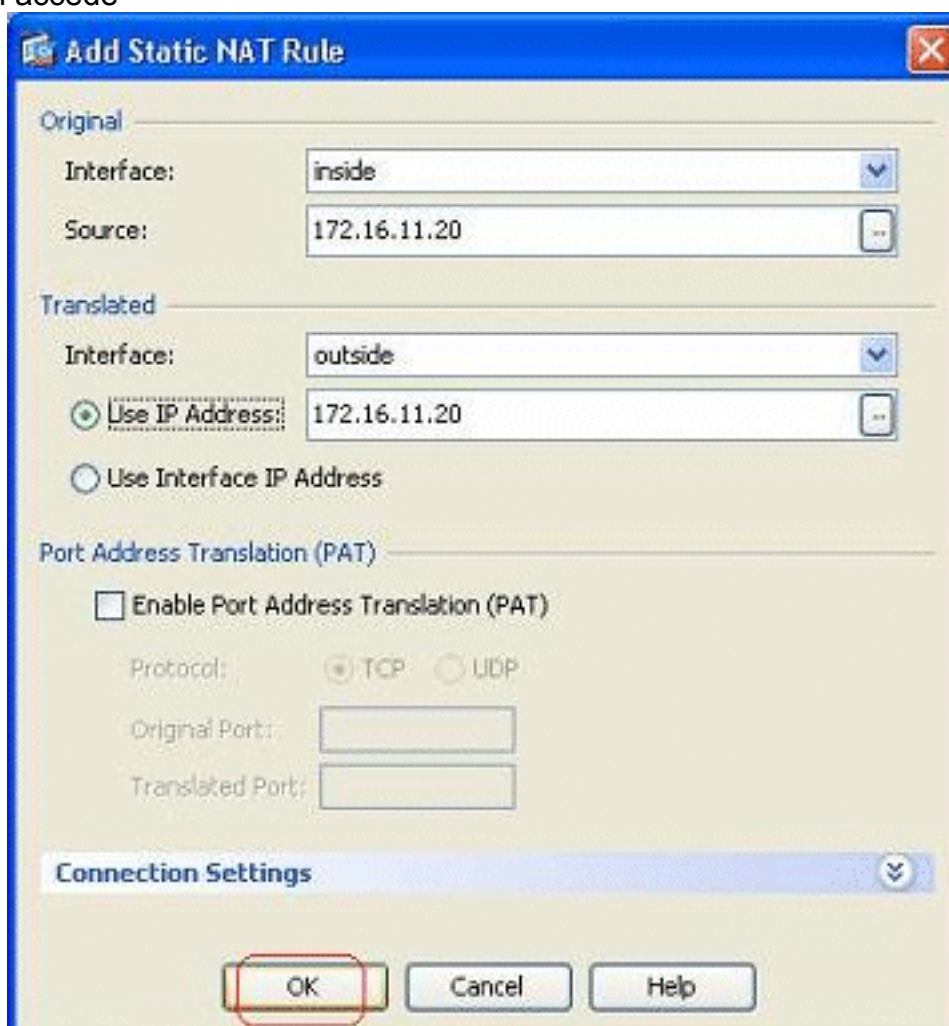 accede
Add Static NAT Rule
Original
Interface: inside
Source: 172.16.11.20 ...
Translated
Interface: outside
Use IP Address: 172.16.11.20 ...
Use Interface IP Address
Port Address Translation (PAT)
Enable Port Address Translation (PAT)
Protocol: TCP UDP
Original Port:
Translated Port:
Connection Settings
OK Cancel Help